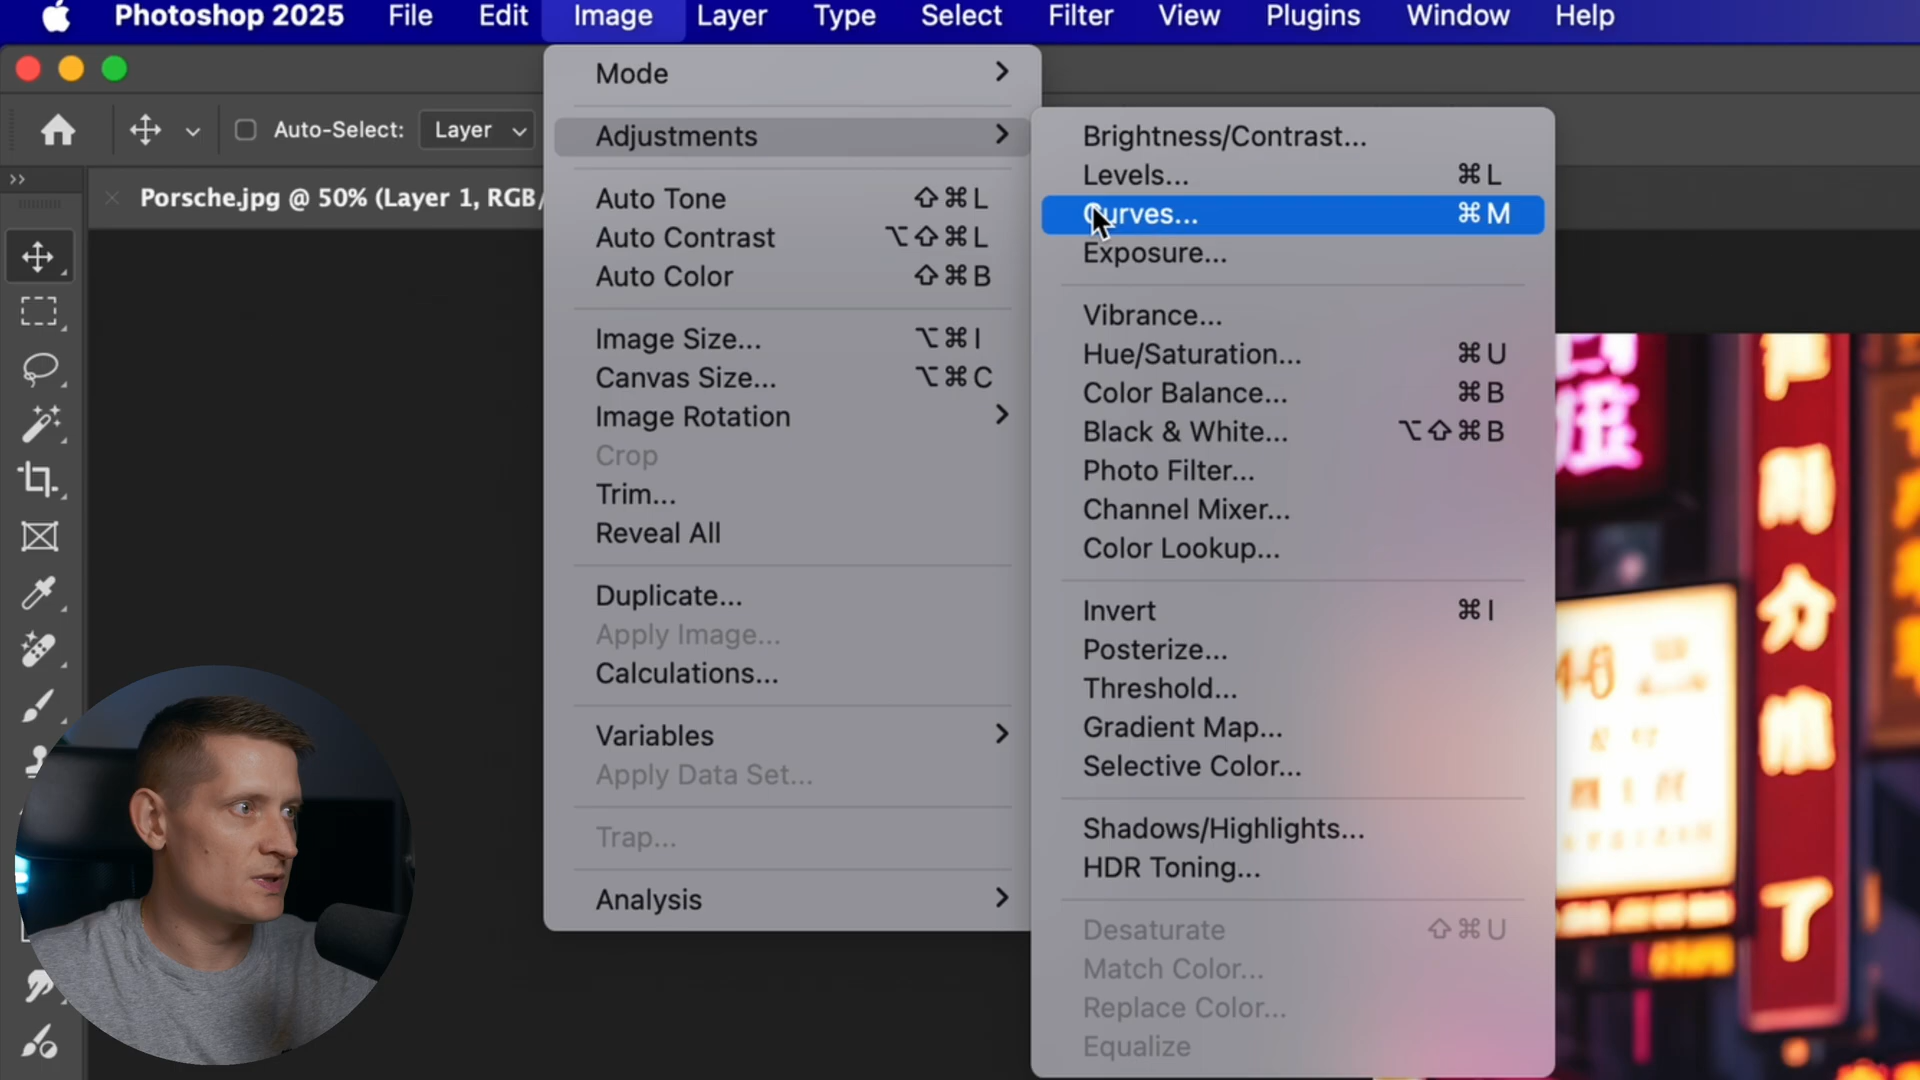 Photoshop 2025 File Edit Image Layer Type Select Filter View Plugins Window Help
Auto-Select: Layer
Porsche.jpg @ 50% (Layer 1, RGB/
Mode
Adjustments
Auto Tone ⇧⌘L
Auto Contrast ⌥⇧⌘L
Auto Color ⇧⌘B
Image Size... ⌥⌘I
Canvas Size... ⌥⌘C
Image Rotation
Crop
Trim...
Reveal All
Duplicate...
Apply Image...
Calculations...
Variables
Apply Data Set...
Trap...
Analysis
Brightness/Contrast...
Levels... ⌘L
Curves... ⌘M
Exposure...
Vibrance...
Hue/Saturation... ⌘U
Color Balance... ⌘B
Black & White... ⌥⇧⌘B
Photo Filter...
Channel Mixer...
Color Lookup...
Invert ⌘I
Posterize...
Threshold...
Gradient Map...
Selective Color...
Shadows/Highlights...
HDR Toning...
Desaturate ⇧⌘U
Match Color...
Replace Color...
Equalize